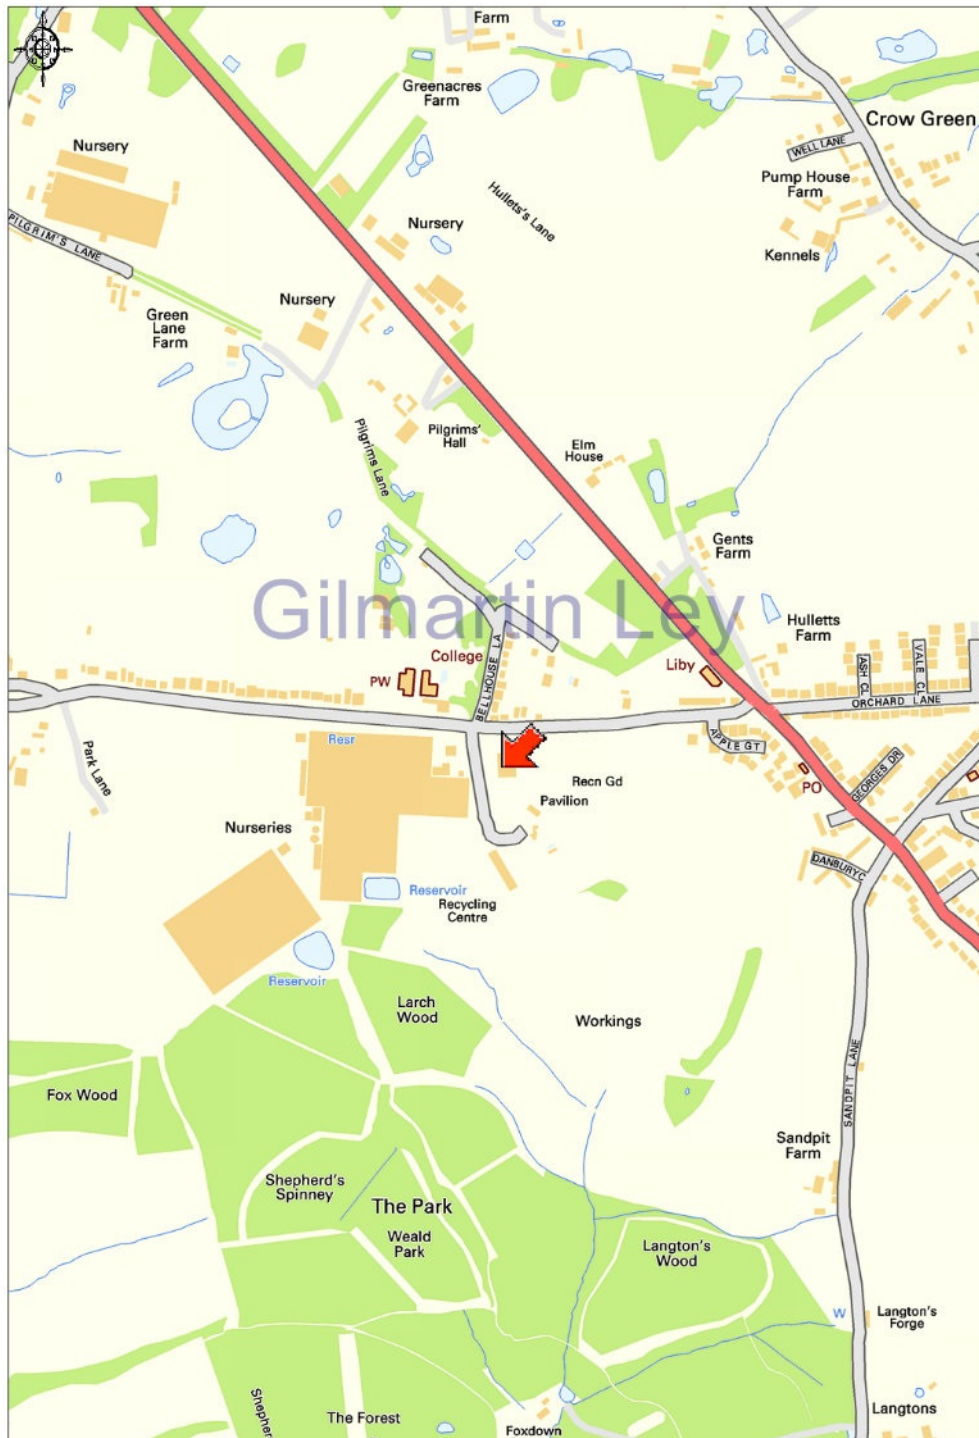 Farm
Greenacres
Farm
Crow Green
WELL LANE
Nursery
Pump House
Farm
Hullets's Lane
Nursery
PILGRIM'S LANE
Kennels
Nursery
Green
Lane
Farm
Pilgrims'
Hall
Pilgrims Lane
Elm
House
Gents
Farm
Gilmartin Ley
Hulletts
Farm
BELLHOUSE LA
College
Liby
ASH CL
VALE CL
PW
ORCHARD LANE
Resr
APPLE GT
Park Lane
Recn Gd
PO
GEORGES DR
Pavilion
Nurseries
DANBURY C
Reservoir
Recycling
Centre
Reservoir
Larch
Wood
Workings
SANDPIT LANE
Fox Wood
Sandpit
Farm
Shepherd's
Spinney
The Park
Weald
Park
Langton's
Wood
W
Langton's
Forge
Shepher
The Forest
Foxdown
Langtons